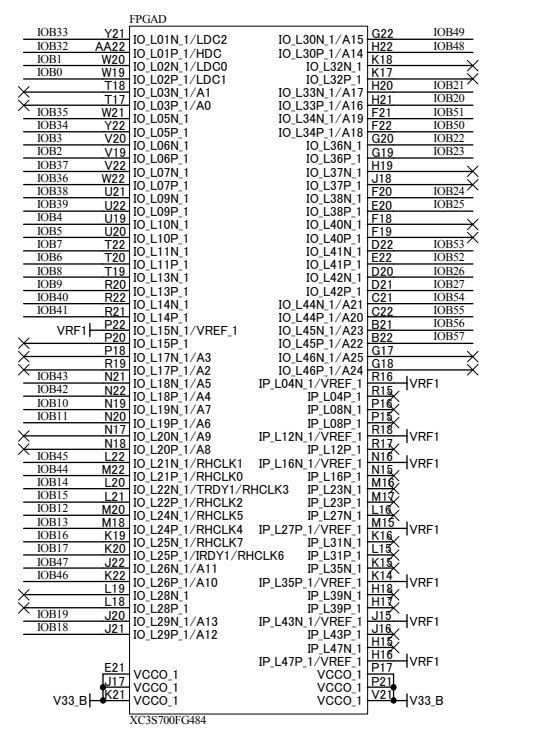 FPGAD
IOB33 Y21 IO_L01N_1/LDC2
IOB32 AA22 IO_L01P_1/HDC
IOB1 W20 IO_L02N_1/LDC0
IOB0 W19 IO_L02P_1/LDC1
T18 IO_L03N_1/A1
T17 IO_L03P_1/A0
IOB35 W21 IO_L05N_1
IOB34 Y22 IO_L05P_1
IOB3 V20 IO_L06N_1
IOB2 V19 IO_L06P_1
IOB37 V22 IO_L07N_1
IOB36 W22 IO_L07P_1
IOB38 U21 IO_L09N_1
IOB39 U22 IO_L09P_1
IOB4 U19 IO_L10N_1
IOB5 U20 IO_L10P_1
IOB7 T22 IO_L11N_1
IOB6 T20 IO_L11P_1
IOB8 T19 IO_L13N_1
IOB9 R20 IO_L13P_1
IOB40 R22 IO_L14N_1
IOB41 R21 IO_L14P_1
VRF1 P22 IO_L15N_1/VREF_1
P20 IO_L15P_1
P18 IO_L17N_1/A3
R19 IO_L17P_1/A2
IOB43 N21 IO_L18N_1/A5
IOB42 N22 IO_L18P_1/A4
IOB10 N19 IO_L19N_1/A7
IOB11 N20 IO_L19P_1/A6
N17 IO_L20N_1/A9
N18 IO_L20P_1/A8
IOB45 L22 IO_L21N_1/RHCLK1
IOB44 M22 IO_L21P_1/RHCLK0
IOB14 L20 IO_L22N_1/TRDY1/RHCLK3
IOB15 L21 IO_L22P_1/RHCLK2
IOB12 M20 IO_L24N_1/RHCLK5
IOB13 M18 IO_L24P_1/RHCLK4
IOB16 K19 IO_L25N_1/RHCLK7
IOB17 K20 IO_L25P_1/IRDY1/RHCLK6
IOB47 J22 IO_L26N_1/A11
IOB46 K22 IO_L26P_1/A10
L19 IO_L28N_1
L18 IO_L28P_1
IOB19 J20 IO_L29N_1/A13
IOB18 J21 IO_L29P_1/A12
E21 VCCO_1
J17 VCCO_1
V33_B K21 VCCO_1
IO_L30N_1/A15 G22 IOB49
IO_L30P_1/A14 H22 IOB48
IO_L32N_1 K18
IO_L32P_1 K17
IO_L33N_1/A17 H20 IOB21
IO_L33P_1/A16 H21 IOB20
IO_L34N_1/A19 F21 IOB51
IO_L34P_1/A18 F22 IOB50
IO_L36N_1 G20 IOB22
IO_L36P_1 G19 IOB23
IO_L37N_1 H19
IO_L37P_1 J18
IO_L38N_1 F20 IOB24
IO_L38P_1 E20 IOB25
IO_L40N_1 F18
IO_L40P_1 F19
IO_L41N_1 D22 IOB53
IO_L41P_1 E22 IOB52
IO_L42N_1 D20 IOB26
IO_L42P_1 D21 IOB27
IO_L44N_1/A21 C21 IOB54
IO_L44P_1/A20 C22 IOB55
IO_L45N_1/A23 B21 IOB56
IO_L45P_1/A22 B22 IOB57
IO_L46N_1/A25 G17
IO_L46P_1/A24 G18
IP_L04N_1/VREF_1 R16 VRF1
IP_L04P_1 R15
IP_L08N_1 P16
IP_L08P_1 P15
IP_L12N_1/VREF_1 R18 VRF1
IP_L12P_1 R17
IP_L16N_1/VREF_1 N16 VRF1
IP_L16P_1 N15
IP_L23N_1 M16
IP_L23P_1 M17
IP_L27N_1 L16
IP_L27P_1/VREF_1 M15 VRF1
IP_L31N_1 K16
IP_L31P_1 L15
IP_L35N_1 K15
IP_L35P_1/VREF_1 K14 VRF1
IP_L39N_1 H18
IP_L39P_1 H17
IP_L43N_1/VREF_1 J15 VRF1
IP_L43P_1 J16
IP_L47N_1 H15
IP_L47P_1/VREF_1 H16 VRF1
VCCO_1 P17
VCCO_1 P21
VCCO_1 V21 V33_B
XC3S700FG484